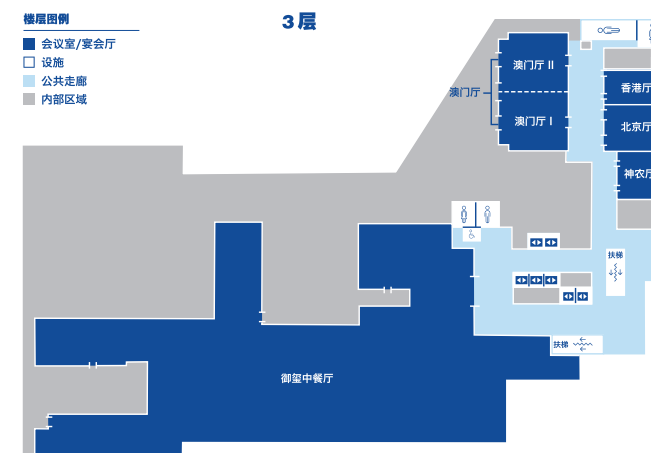 楼层图例
3层
会议室/宴会厅
设施
公共走廊
内部区域
澳门厅 II
澳门厅
澳门厅 I
香港厅
北京厅
神农厅
扶梯
扶梯
御玺中餐厅